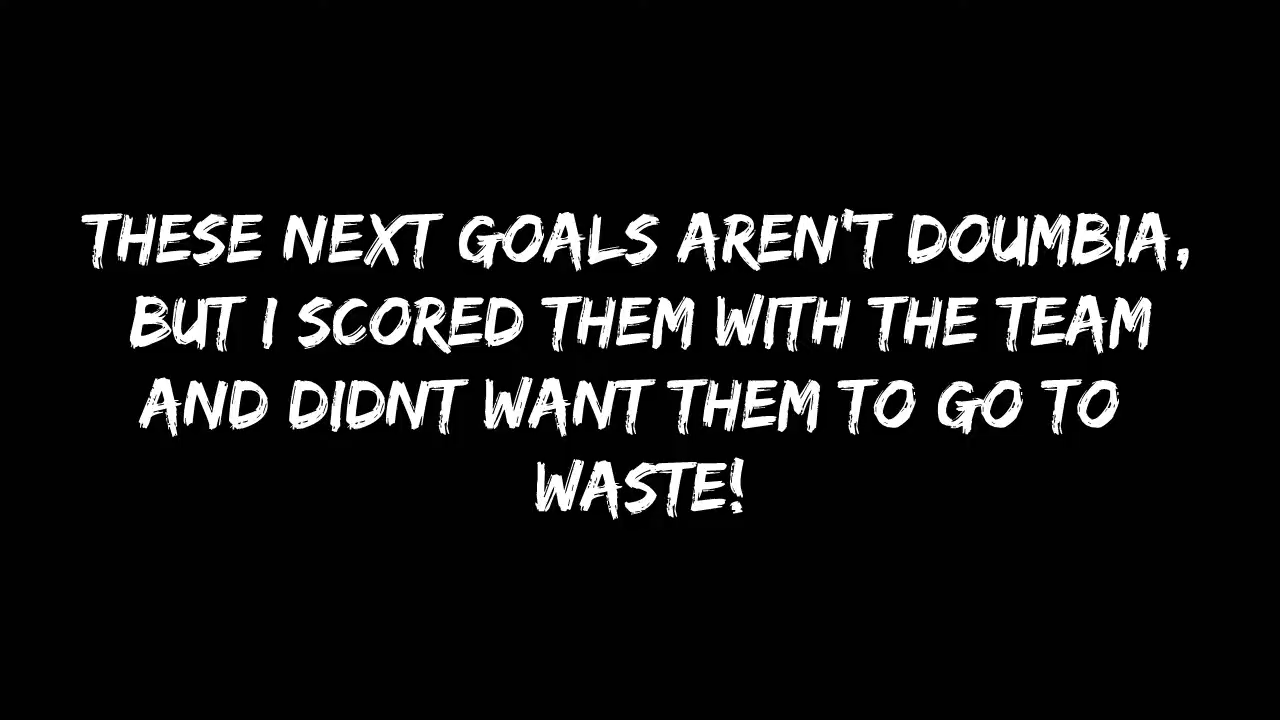 THESE NEXT GOALS AREN'T DOUMBIA,
BUT I SCORED THEM WITH THE TEAM
AND DIDNT WANT THEM TO GO TO
WASTE!